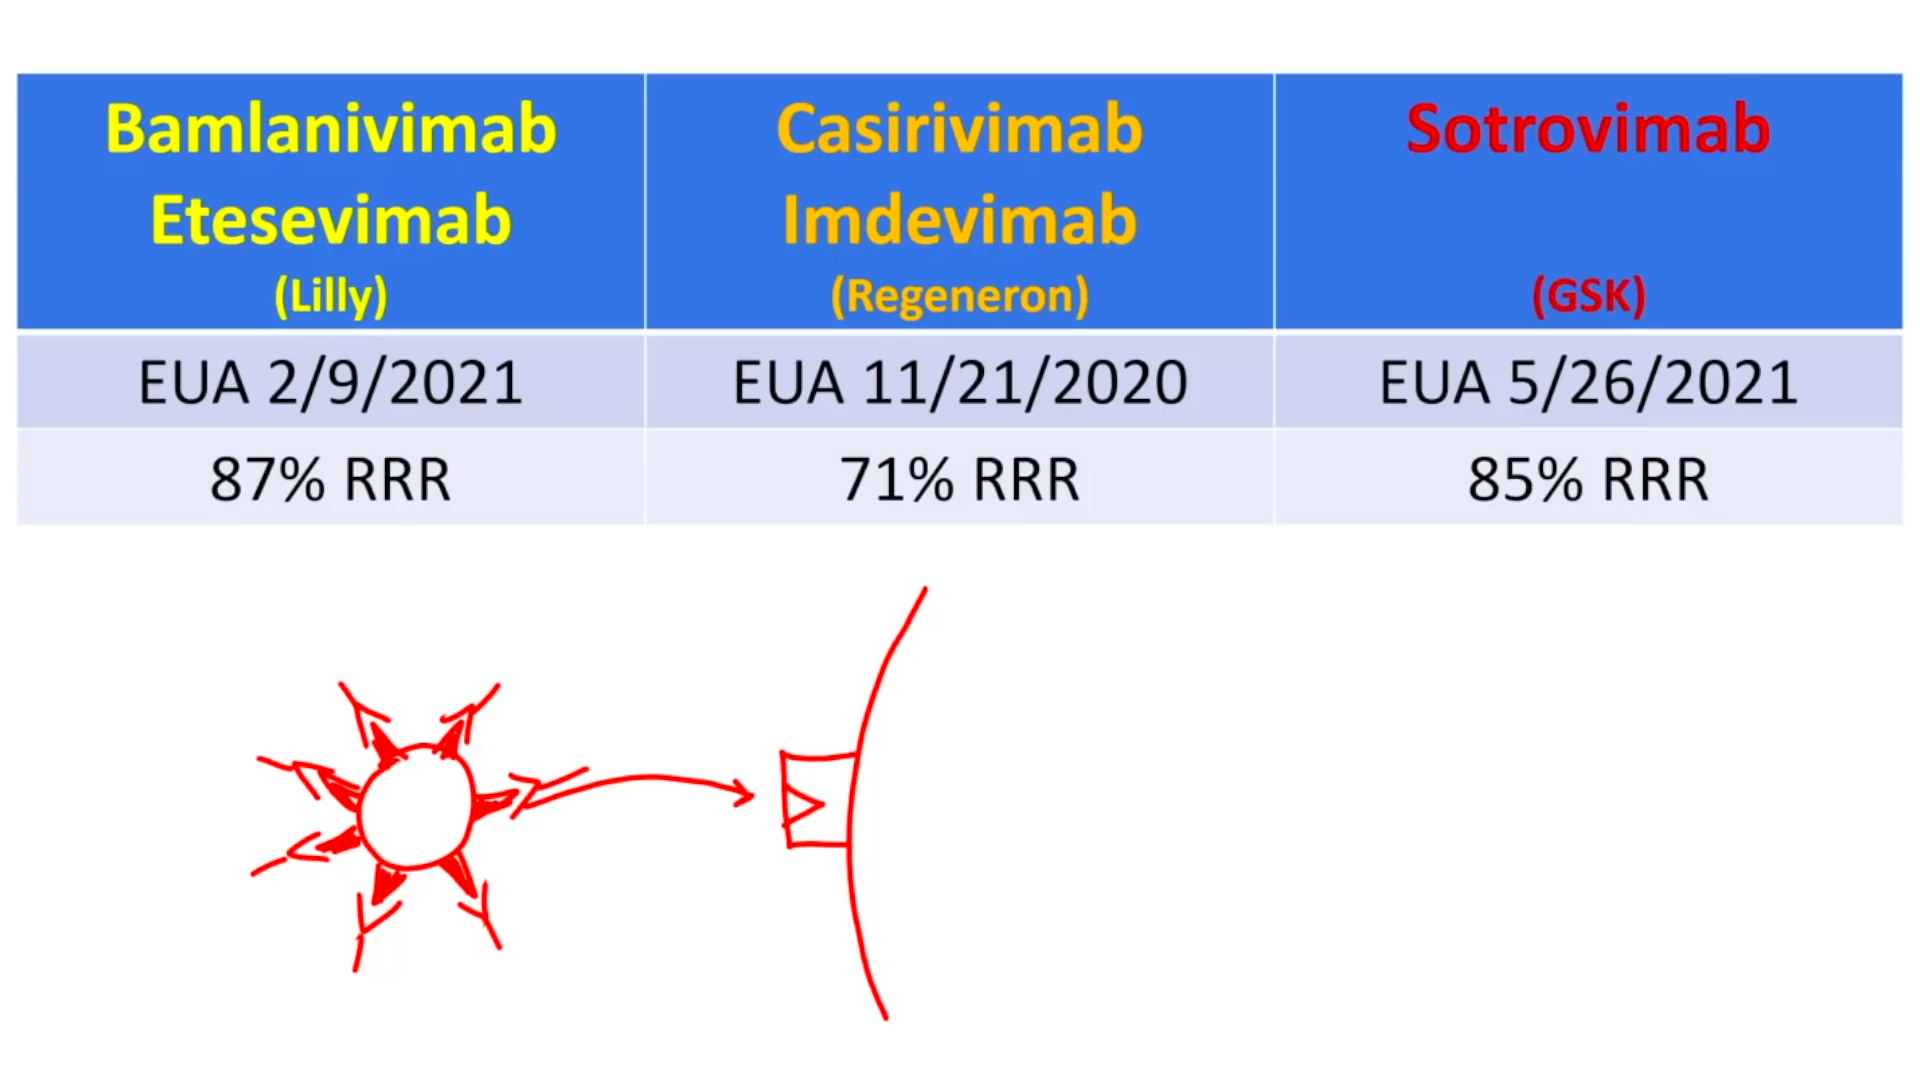 Bamlanivimab
Etesevimab
(Lilly)
Casirivimab
Imdevimab
(Regeneron)
Sotrovimab
(GSK)
EUA 2/9/2021
EUA 11/21/2020
EUA 5/26/2021
87% RRR
71% RRR
85% RRR